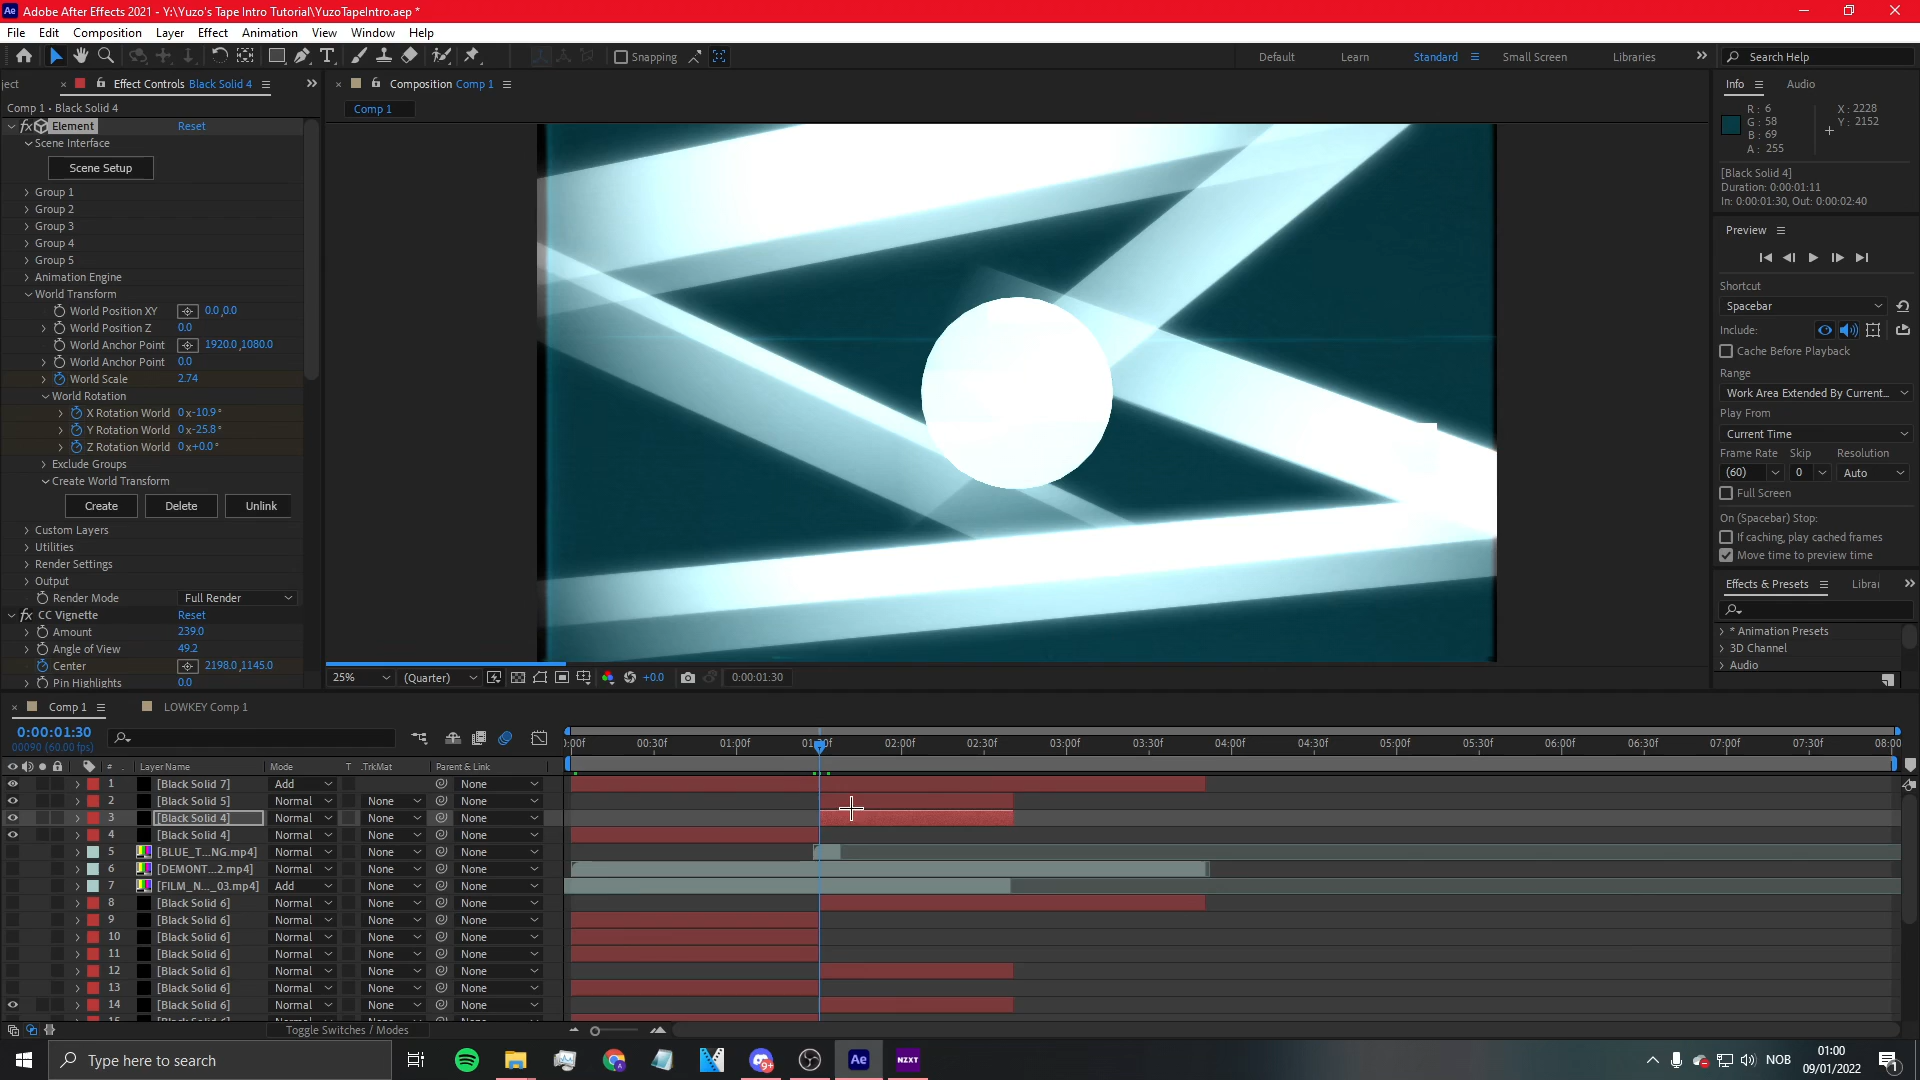 Adobe After Effects 2021 - Y:\Yuzo's Tape Intro Tutorial\YuzoTapeIntro.aep *
File Edit Composition Layer Effect Animation View Window Help
Snapping Default Learn Standard Small Screen Libraries Search Help
ject Effect Controls Black Solid 4 Composition Comp 1 Info Audio
Comp 1 • Black Solid 4
Comp 1
Element Reset
Scene Interface
Scene Setup
Group 1
Group 2
Group 3
Group 4
Group 5
Animation Engine
World Transform
World Position XY 0.0,0.0
World Position Z 0.0
World Anchor Point 1920.0,1080.0
World Anchor Point 0.0
World Scale 2.74
World Rotation
X Rotation World 0x-10.9°
Y Rotation World 0x-25.8°
Z Rotation World 0x+0.0°
Exclude Groups
Create World Transform
Create Delete Unlink
Custom Layers
Utilities
Render Settings
Output
Render Mode Full Render
CC Vignette Reset
Amount 239.0
Angle of View 49.2
Center 2198.0,1145.0
Pin Highlights 0.0
25% (Quarter) +0.0 0:00:01:30
R: 6 X: 2228
G: 58 Y: 2152
B: 69
A: 255
[Black Solid 4]
Duration: 0:00:01:11
In: 0:00:01:30, Out: 0:00:02:40
Preview
Shortcut
Spacebar
Include:
Cache Before Playback
Range
Work Area Extended By Current...
Play From
Current Time
Frame Rate Skip Resolution
(60) 0 Auto
Full Screen
On (Spacebar) Stop:
If caching, play cached frames
Move time to preview time
Effects & Presets Librai
* Animation Presets
3D Channel
Audio
Comp 1 LOWKEY Comp 1
0:00:01:30
00090 (60.00 fps)
:00f 00:30f 01:00f 01:30f 02:00f 02:30f 03:00f 03:30f 04:00f 04:30f 05:00f 05:30f 06:00f 06:30f 07:00f 07:30f 08:00
# Layer Name Mode T .TrkMat Parent & Link
1 [Black Solid 7] Add None
2 [Black Solid 5] Normal None None
3 [Black Solid 4] Normal None None
4 [Black Solid 4] Normal None None
5 [BLUE_T...NG.mp4] Normal None None
6 [DEMONT...2.mp4] Normal None None
7 [FILM_N..._03.mp4] Add None None
8 [Black Solid 6] Normal None None
9 [Black Solid 6] Normal None None
10 [Black Solid 6] Normal None None
11 [Black Solid 6] Normal None None
12 [Black Solid 6] Normal None None
13 [Black Solid 6] Normal None None
14 [Black Solid 6] Normal None None
Toggle Switches / Modes
Type here to search 9+ Ae NZXT NOB 01:00
09/01/2022 1